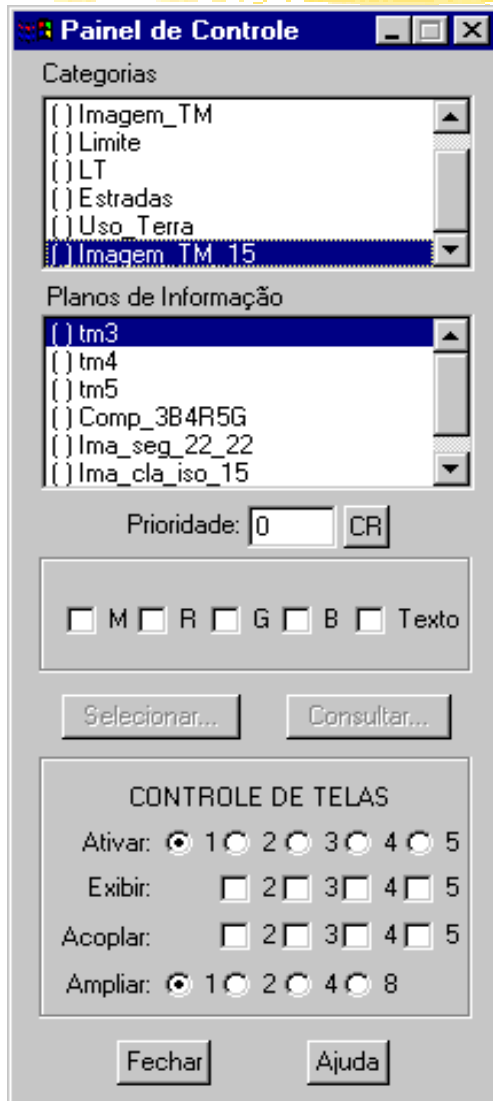 Painel de Controle
Categorias
( ) Imagem_TM
( ) Limite
( ) LT
( ) Estradas
( ) Uso_Terra
( ) Imagem_TM_15
Planos de Informação
( ) tm3
( ) tm4
( ) tm5
( ) Comp_3B4R5G
( ) Ima_seg_22_22
( ) Ima_cla_iso_15
Prioridade: 0 CR
M R G B Texto
Selecionar... Consultar...
CONTROLE DE TELAS
Ativar: 1 2 3 4 5
Exibir: 2 3 4 5
Acoplar: 2 3 4 5
Ampliar: 1 2 4 8
Fechar Ajuda